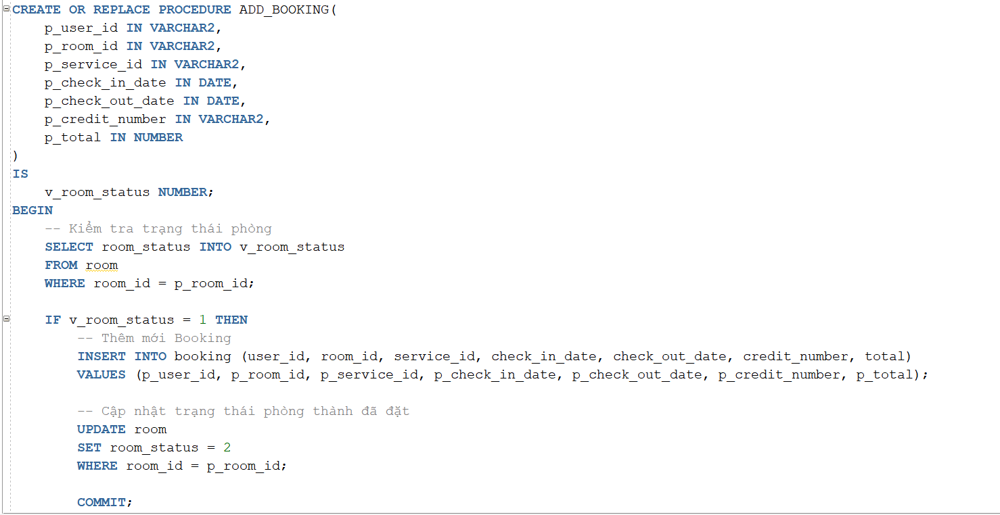 CREATE OR REPLACE PROCEDURE ADD_BOOKING(
    p_user_id IN VARCHAR2,
    p_room_id IN VARCHAR2,
    p_service_id IN VARCHAR2,
    p_check_in_date IN DATE,
    p_check_out_date IN DATE,
    p_credit_number IN VARCHAR2,
    p_total IN NUMBER
)
IS
    v_room_status NUMBER;
BEGIN
    -- Kiểm tra trạng thái phòng
    SELECT room_status INTO v_room_status
    FROM room
    WHERE room_id = p_room_id;

    IF v_room_status = 1 THEN
        -- Thêm mới Booking
        INSERT INTO booking (user_id, room_id, service_id, check_in_date, check_out_date, credit_number, total)
        VALUES (p_user_id, p_room_id, p_service_id, p_check_in_date, p_check_out_date, p_credit_number, p_total);

        -- Cập nhật trạng thái phòng thành đã đặt
        UPDATE room
        SET room_status = 2
        WHERE room_id = p_room_id;

        COMMIT;